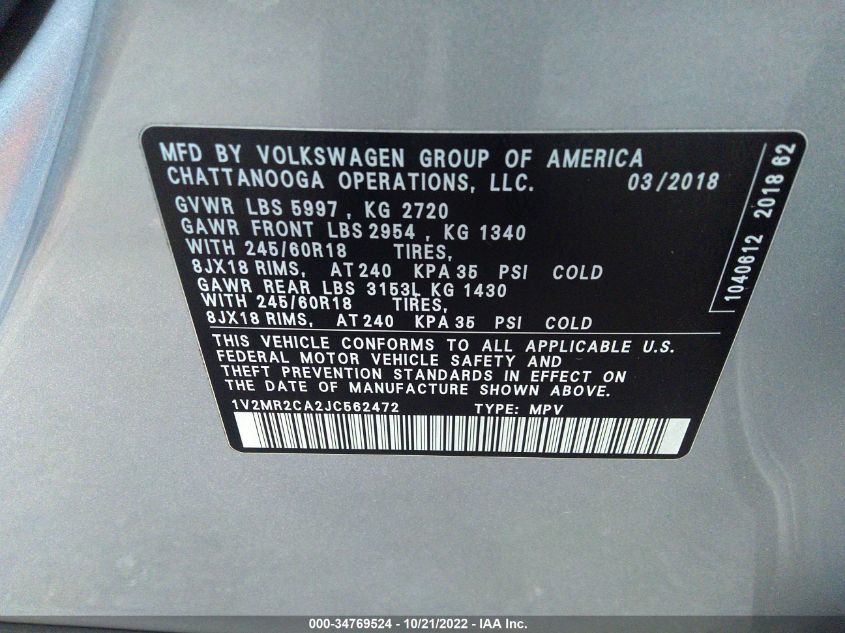 MFD BY VOLKSWAGEN GROUP OF AMERICA
CHATTANOOGA OPERATIONS, LLC. 03/2018
GVWR LBS 5997 , KG 2720
GAWR FRONT LBS 2954 , KG 1340
WITH 245/60R18 TIRES,
8JX18 RIMS, AT 240 KPA 35 PSI COLD
GAWR REAR LBS 3153L KG 1430
WITH 245/60R18 TIRES,
8JX18 RIMS, AT 240 KPA 35 PSI COLD
THIS VEHICLE CONFORMS TO ALL APPLICABLE U.S.
FEDERAL MOTOR VEHICLE SAFETY AND
THEFT PREVENTION STANDARDS IN EFFECT ON
THE DATE OF MANUFACTURE SHOWN ABOVE.
1V2MR2CA2JC562472 TYPE: MPV
1040612 2018 62
000-34769524 - 10/21/2022 - IAA Inc.